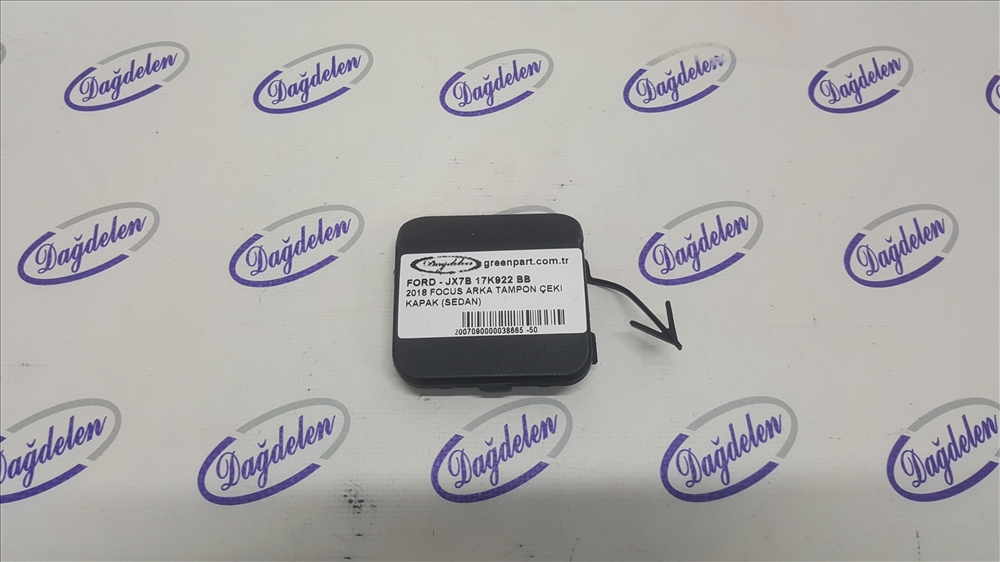 Dağdelen Dağdelen Dağdelen Dağdelen Dağdelen
Dağdelen Dağdelen Dağdelen Dağdelen
Dağdelen greenpart.com.tr
FORD - JX7B 17K922 BB
2018 FOCUS ARKA TAMPON ÇEKİ
KAPAK (SEDAN)
2007090000038665 -50
Dağdelen Dağdelen Dağdelen Dağdelen Dağdelen